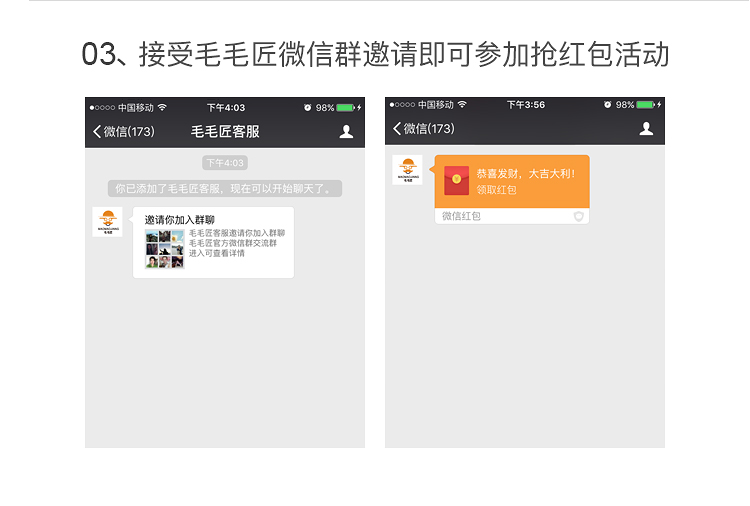 03、接受毛毛匠微信群邀请即可参加抢红包活动
中国移动 下午4:03 98%
微信(173) 毛毛匠客服
下午4:03
你已添加了毛毛匠客服，现在可以开始聊天了。
邀请你加入群聊
毛毛匠客服邀请你加入群聊
毛毛匠官方微信群交流群
进入可查看详情
毛毛匠
中国移动 下午3:56 98%
微信(173)
恭喜发财，大吉大利！
领取红包
微信红包
毛毛匠